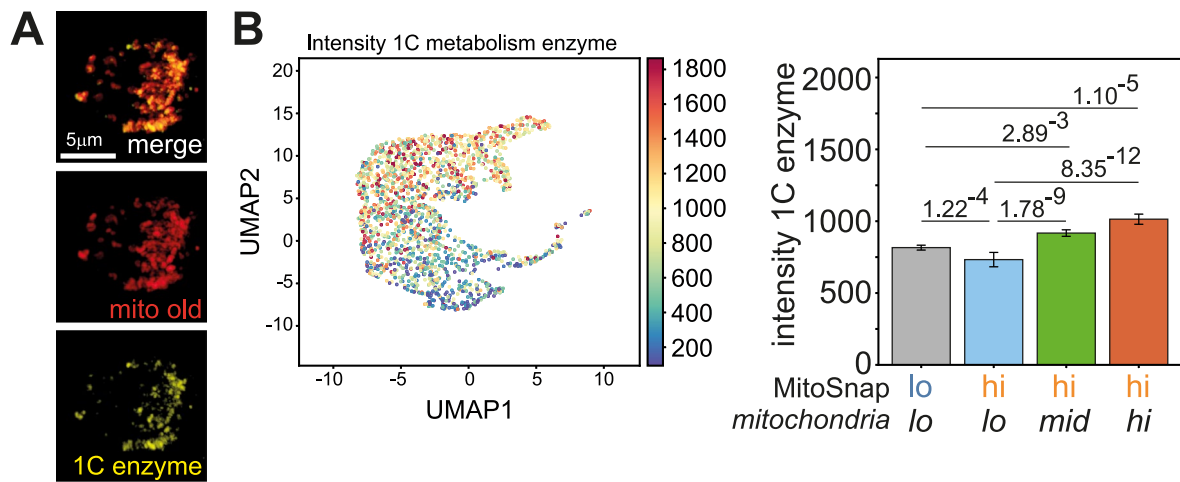 A
5μm
merge
mito old
1C enzyme
B
Intensity 1C metabolism enzyme
20
15
10
5
0
-5
-10
UMAP2
-10 -5 0 5 10
UMAP1
1800
1600
1400
1200
1000
800
600
400
200
intensity 1C enzyme
2000
1500
1000
500
0
1.10-5
2.89-3
8.35-12
1.22-4 1.78-9
MitoSnap lo hi hi hi
mitochondria lo lo mid hi